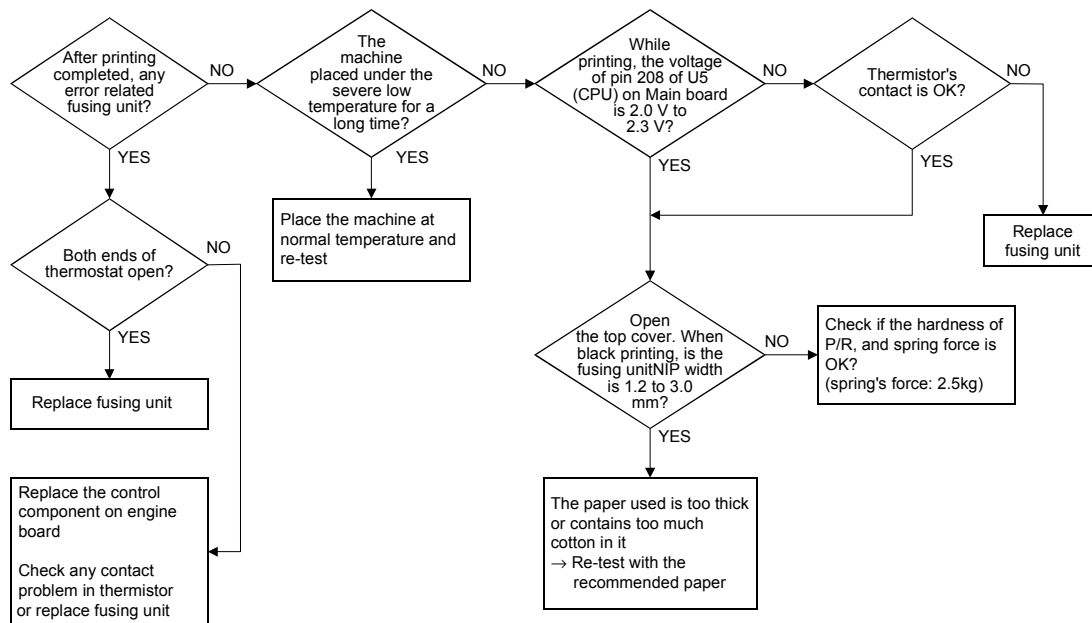 After printing
completed, any
error related
fusing unit?
NO
YES
The
machine
placed under the
severe low
temperature for a
long time?
NO
YES
While
printing, the voltage
of pin 208 of U5
(CPU) on Main board
is 2.0 V to
2.3 V?
NO
YES
Thermistor's
contact is OK?
NO
YES
Place the machine at
normal temperature and
re-test
Replace
fusing unit
Both ends of
thermostat open?
NO
YES
Open
the top cover. When
black printing, is the
fusing unitNIP width
is 1.2 to 3.0
mm?
NO
YES
Check if the hardness of
P/R, and spring force is
OK?
(spring's force: 2.5kg)
Replace fusing unit
Replace the control
component on engine
board
Check any contact
problem in thermistor
or replace fusing unit
The paper used is too thick
or contains too much
cotton in it
→ Re-test with the
recommended paper